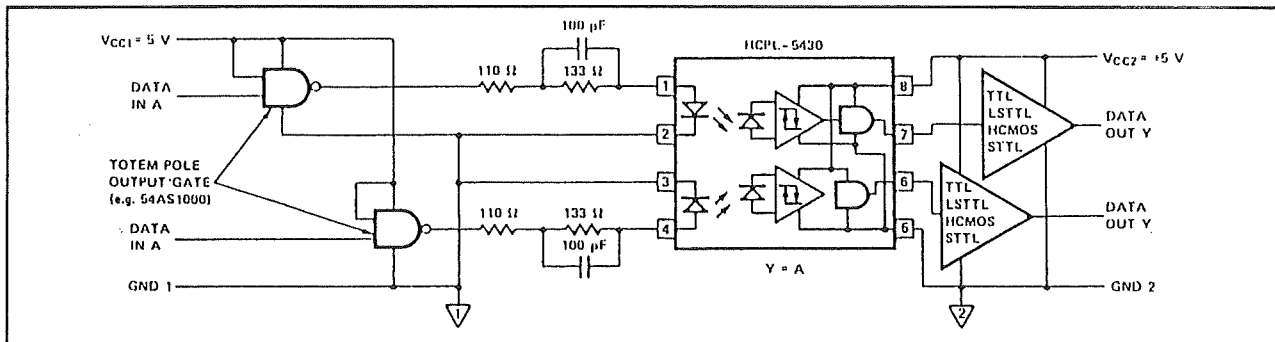 100 pF
HCPL-5430
VCC1 = 5 V
VCC2 = +5 V
110 Ω
133 Ω
DATA
IN A
1
8
TTL
LSTTL
HCMOS
STTL
DATA
OUT Y
2
7
TOTEM POLE
OUTPUT GATE
(e.g. 54AS1000)
3
6
TTL
LSTTL
HCMOS
STTL
DATA
OUT Y
110 Ω
133 Ω
DATA
IN A
4
100 pF
Y = A
GND 1
GND 2
1
2